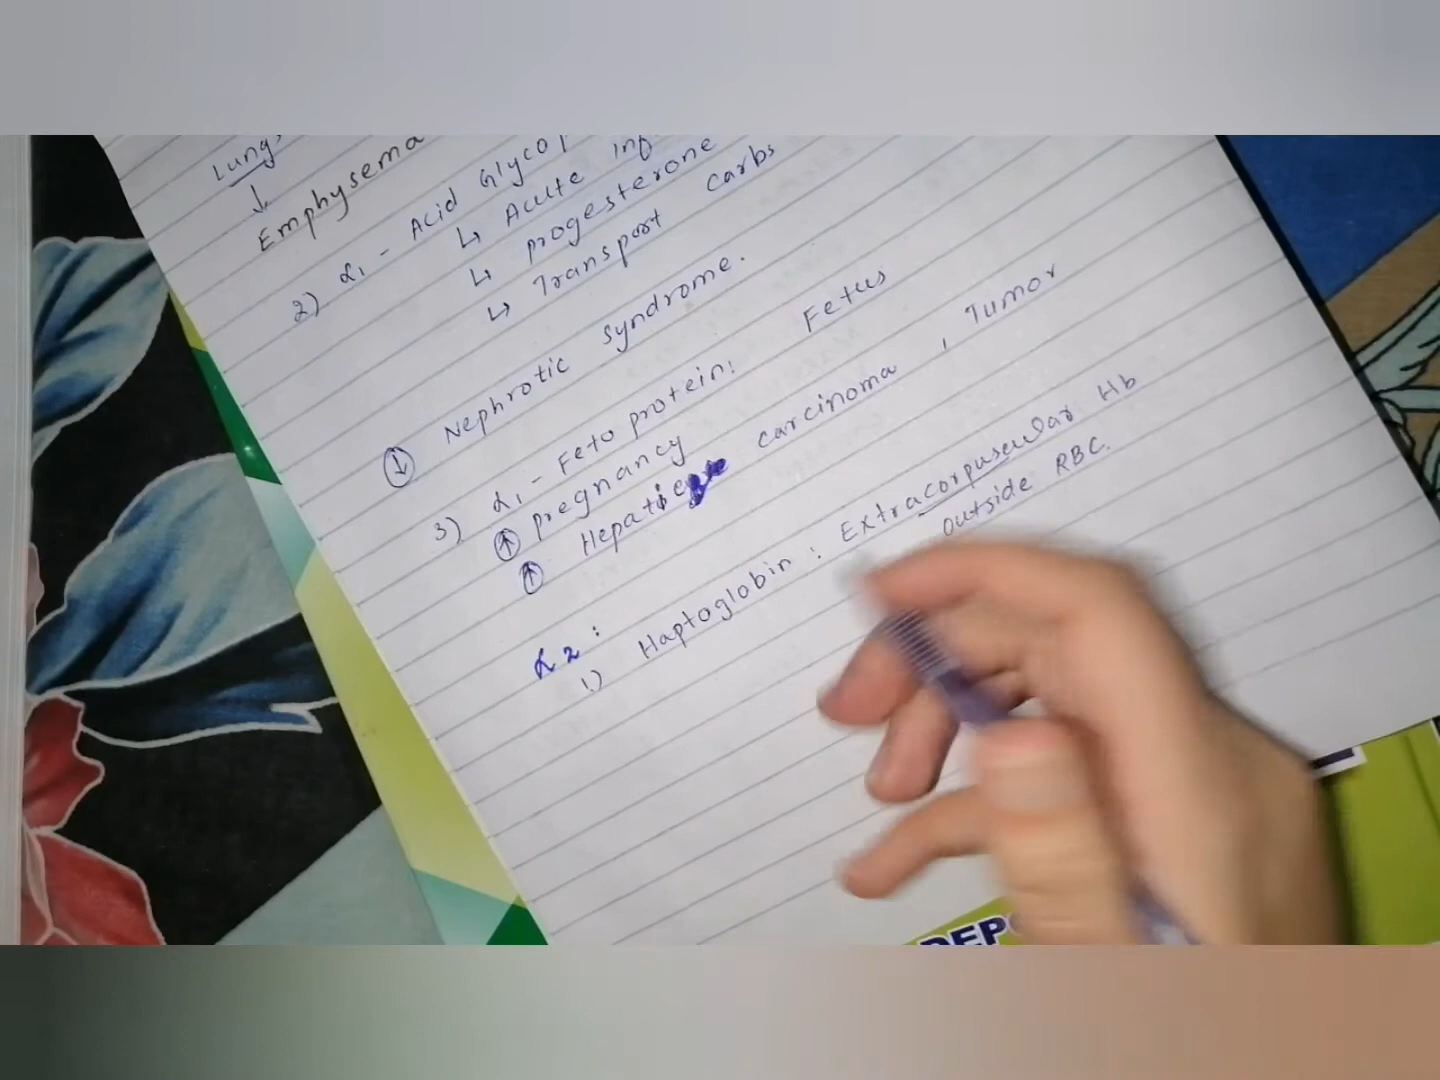 Lung
↓
Emphysema
2) α1 - Acid Glycop
↳ Acute inf
↳ progesterone
↳ Transport carbs
↓ Nephrotic syndrome.
3) α1 - Feto protein: Fetus
↑ pregnancy
↑ Hepatic carcinoma, Tumor
α2:
1.) Haptoglobin: Extracorpuscular Hb
outside RBC.
DEP